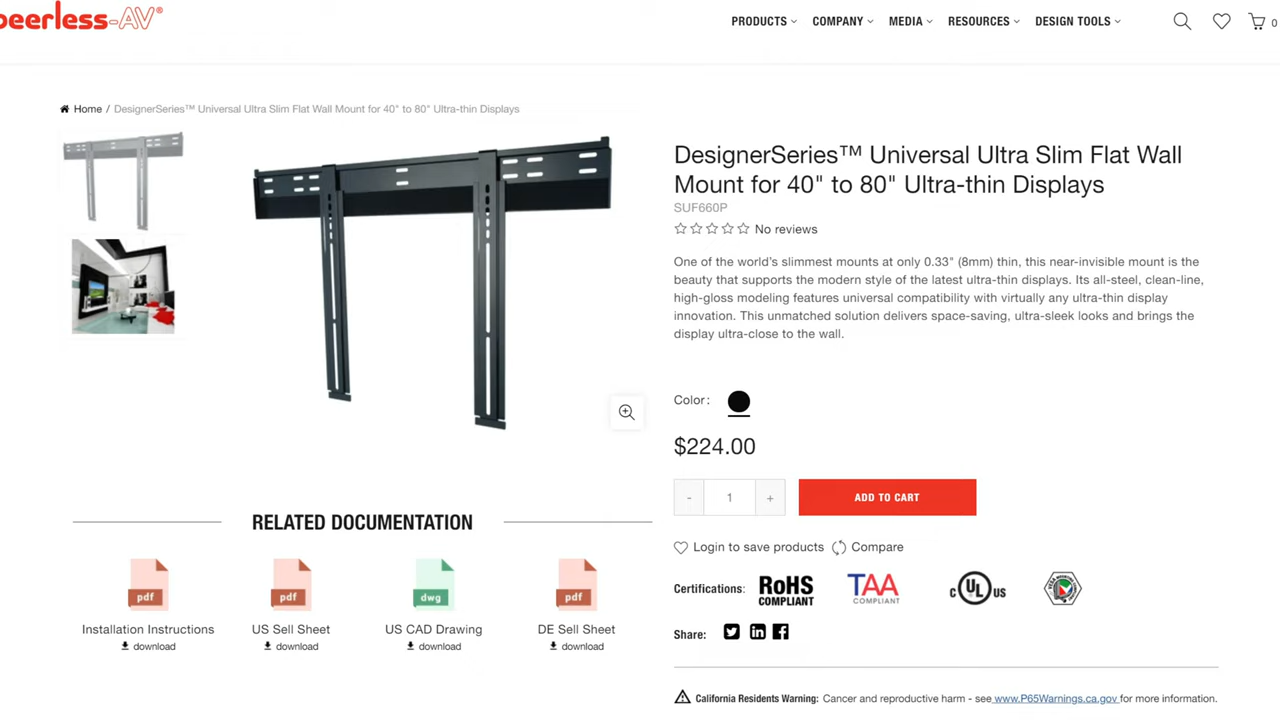 peerless-AV®
PRODUCTS COMPANY MEDIA RESOURCES DESIGN TOOLS 0
Home / DesignerSeries™ Universal Ultra Slim Flat Wall Mount for 40" to 80" Ultra-thin Displays
DesignerSeries™ Universal Ultra Slim Flat Wall
Mount for 40" to 80" Ultra-thin Displays
SUF660P
No reviews
One of the world's slimmest mounts at only 0.33" (8mm) thin, this near-invisible mount is the
beauty that supports the modern style of the latest ultra-thin displays. Its all-steel, clean-line,
high-gloss modeling features universal compatibility with virtually any ultra-thin display
innovation. This unmatched solution delivers space-saving, ultra-sleek looks and brings the
display ultra-close to the wall.
Color:
$224.00
- 1 + ADD TO CART
Login to save products Compare
Certifications: RoHS COMPLIANT TAA COMPLIANT C UL US
Share:
California Residents Warning: Cancer and reproductive harm - see www.P65Warnings.ca.gov for more information.
RELATED DOCUMENTATION
pdf pdf dwg pdf
Installation Instructions US Sell Sheet US CAD Drawing DE Sell Sheet
download download download download